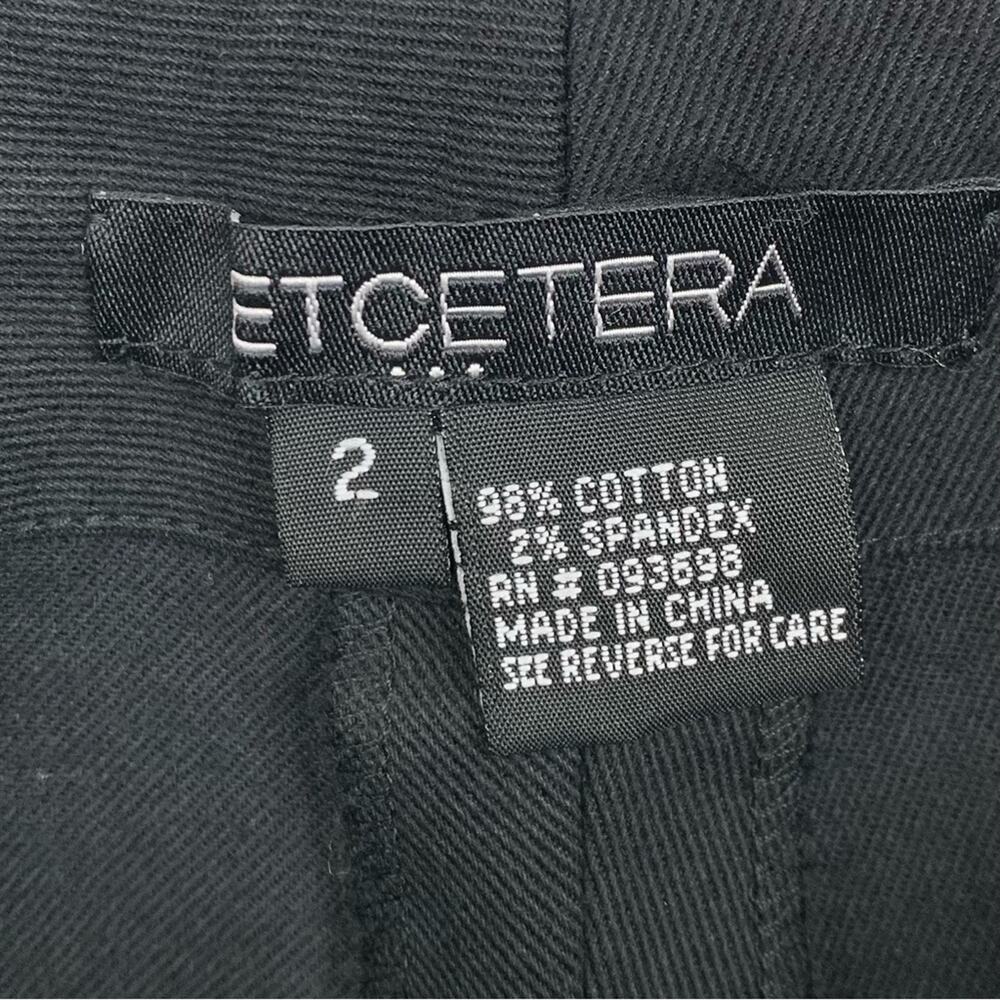 ETCETERA
2
98% COTTON
2% SPANDEX
RN # 093698
MADE IN CHINA
SEE REVERSE FOR CARE